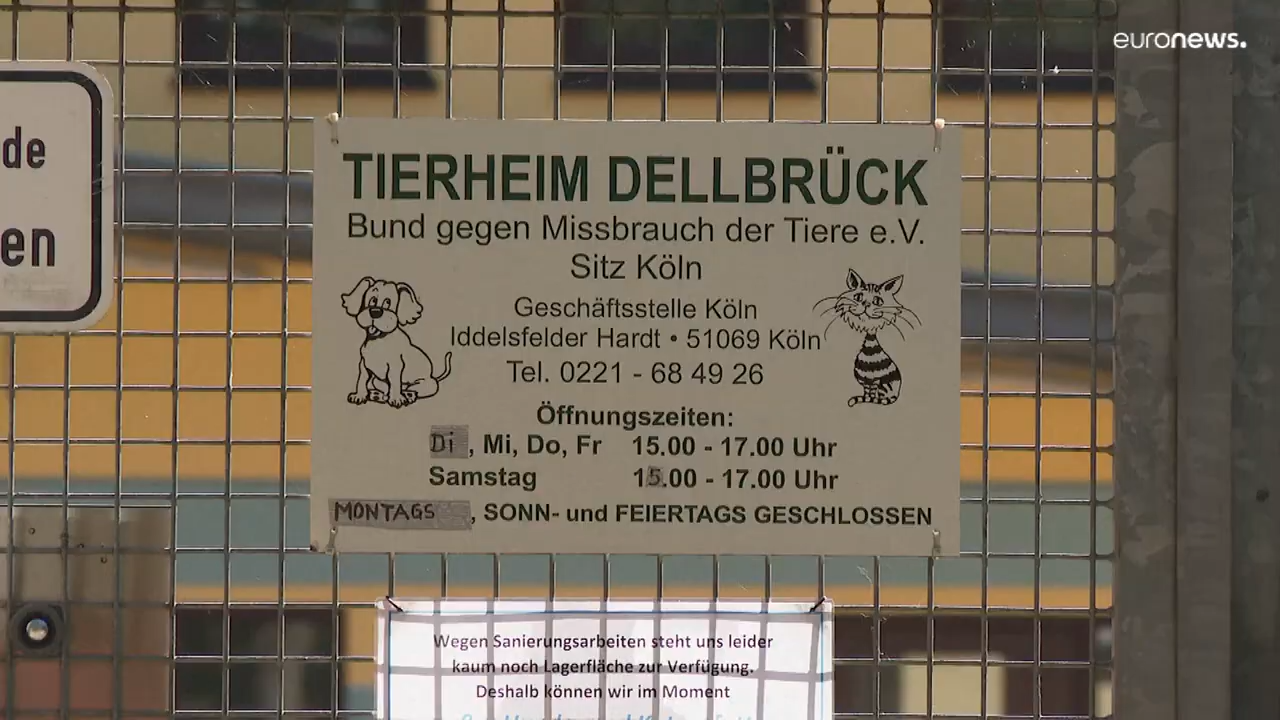 euronews.
de
en
TIERHEIM DELLBRÜCK
Bund gegen Missbrauch der Tiere e.V.
Sitz Köln
Geschäftsstelle Köln
Iddelsfelder Hardt • 51069 Köln
Tel. 0221 - 68 49 26
Öffnungszeiten:
Di , Mi, Do, Fr 15.00 - 17.00 Uhr
Samstag 15.00 - 17.00 Uhr
MONTAGS , SONN- und FEIERTAGS GESCHLOSSEN
Wegen Sanierungsarbeiten steht uns leider
kaum noch Lagerfläche zur Verfügung.
Deshalb können wir im Moment